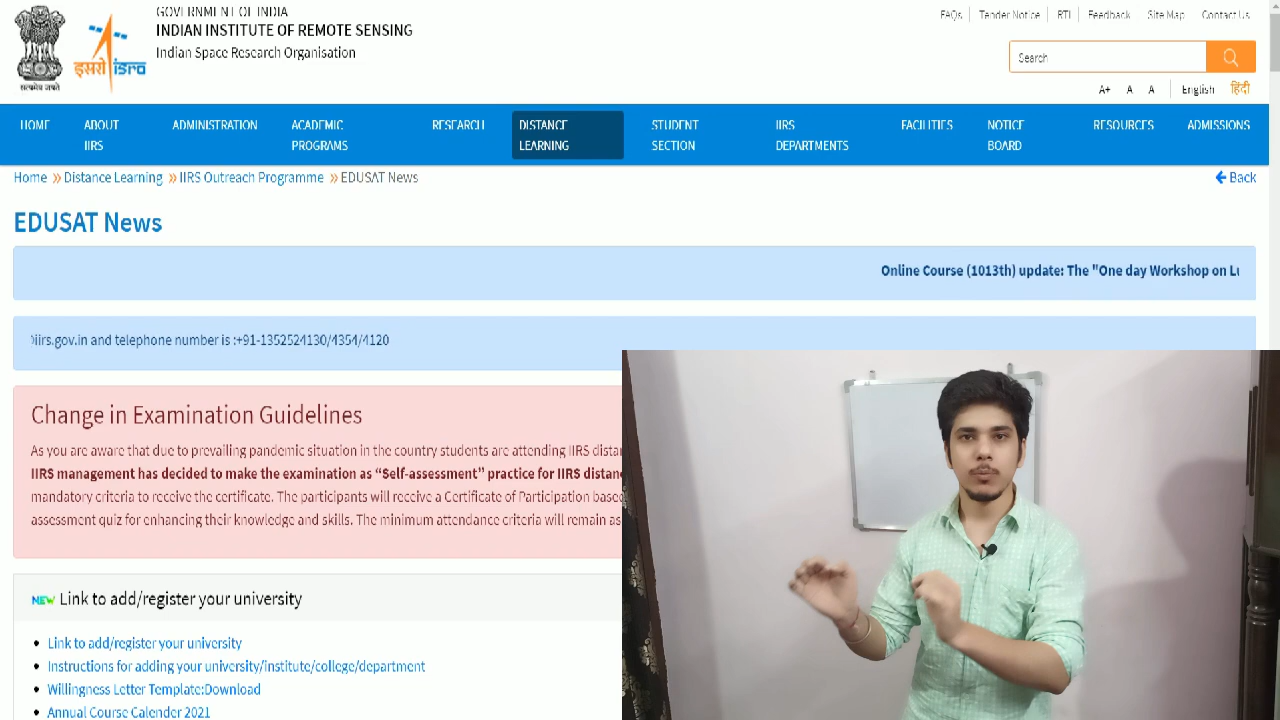 GOVERNMENT OF INDIA
INDIAN INSTITUTE OF REMOTE SENSING
Indian Space Research Organisation
सत्यमेव जयते
इसरो isro
FAQs Tender Notice RTI Feedback Site Map Contact Us
Search
A+ A A English हिंदी
HOME ABOUT IIRS ADMINISTRATION ACADEMIC PROGRAMS RESEARCH DISTANCE LEARNING STUDENT SECTION IIRS DEPARTMENTS FACILITIES NOTICE BOARD RESOURCES ADMISSIONS
Home » Distance Learning » IIRS Outreach Programme » EDUSAT News
Back
EDUSAT News
Online Course (1013th) update: The "One day Workshop on
iirs.gov.in and telephone number is :+91-1352524130/4354/4120
Change in Examination Guidelines
As you are aware that due to prevailing pandemic situation in the country students are attending IIRS
IIRS management has decided to make the examination as “Self-assessment” practice for IIRS
mandatory criteria to receive the certificate. The participants will receive a Certificate of Participation
assessment quiz for enhancing their knowledge and skills. The minimum attendance criteria will remain as
NEW Link to add/register your university
• Link to add/register your university
• Instructions for adding your university/institute/college/department
• Willingness Letter Template:Download
• Annual Course Calender 2021